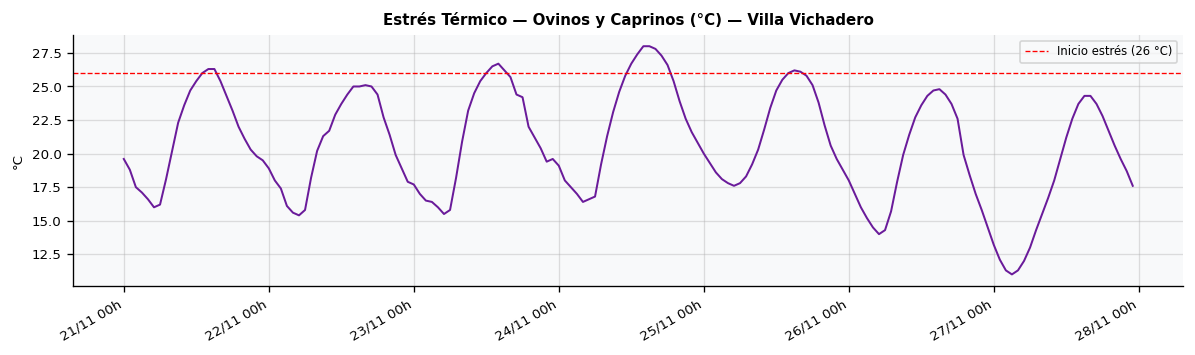 Estrés Térmico — Ovinos y Caprinos (°C) — Villa Vichadero
Inicio estrés (26 °C)
°C
27.5
25.0
22.5
20.0
17.5
15.0
12.5
21/11 00h
22/11 00h
23/11 00h
24/11 00h
25/11 00h
26/11 00h
27/11 00h
28/11 00h